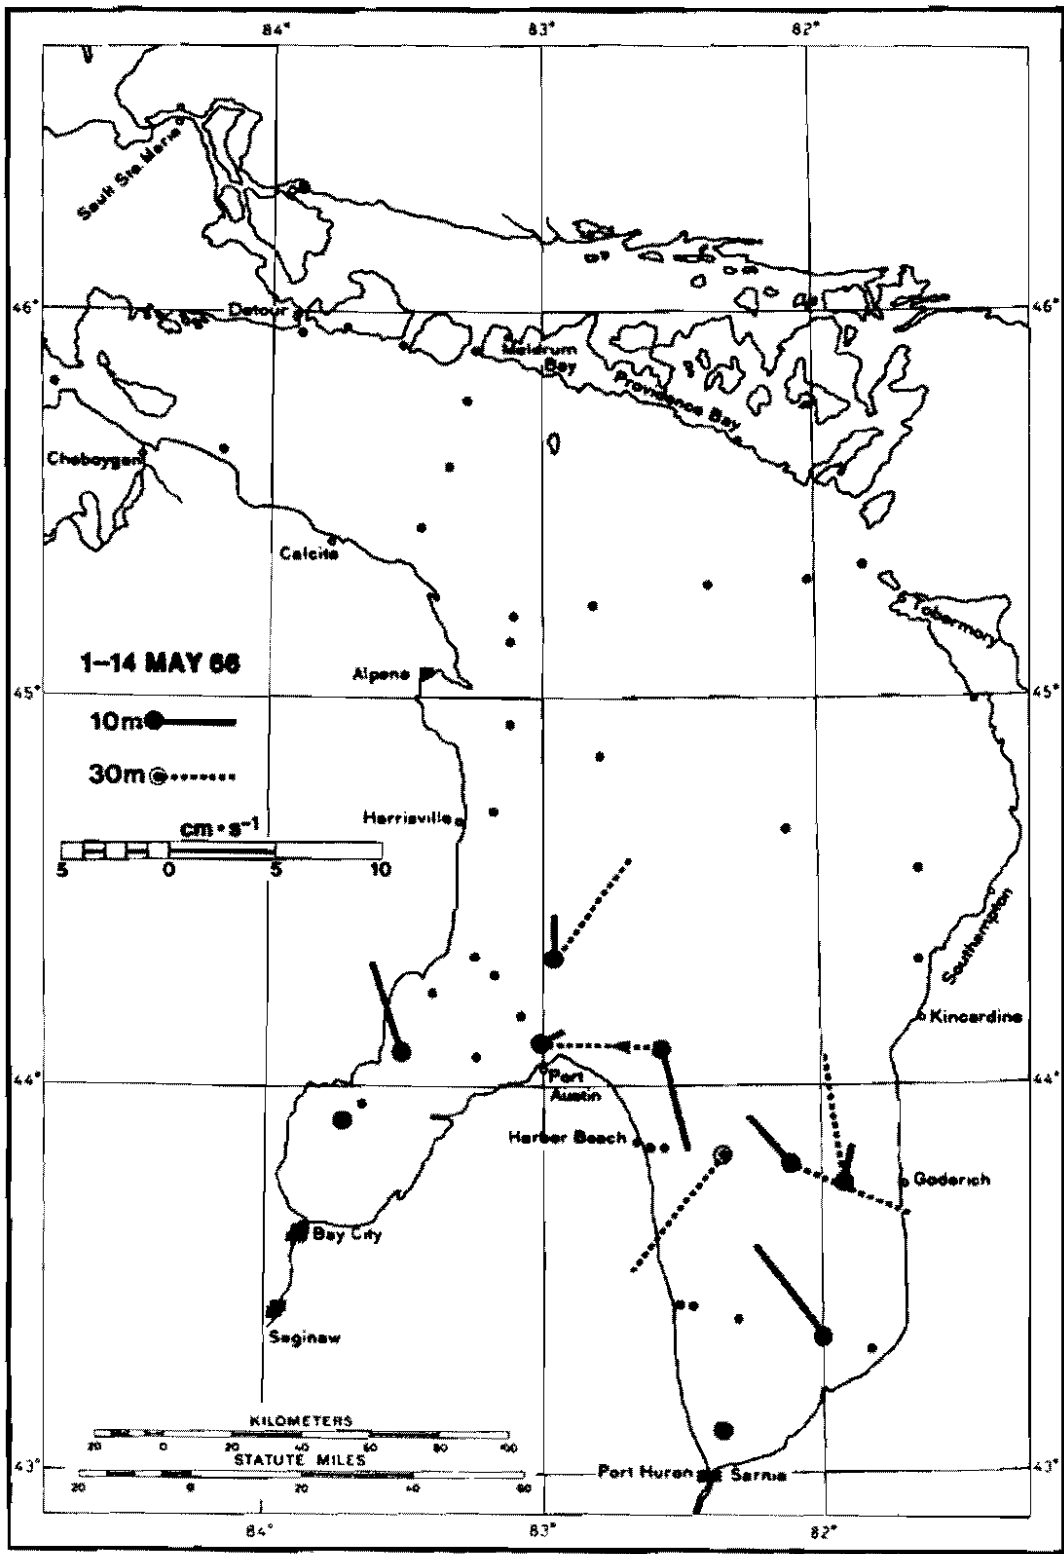 84° 83° 82°
Sault Ste. Marie
46° Detour 46°
Meldrum
Bay
Providence Bay
Cheboygan
Calcite
Tobermory
1–14 MAY 66
Alpena
45° 45°
10m
30m
Harrisville
cm·s⁻¹
5 0 5 10
Southampton
Kincardine
44° Port 44°
Austin
Harbor Beach
Goderich
Bay City
Saginaw
KILOMETERS
20 0 20 40 60 80 100
STATUTE MILES
20 0 20 40 60
43° Port Huron Sarnia 43°
84° 83° 82°